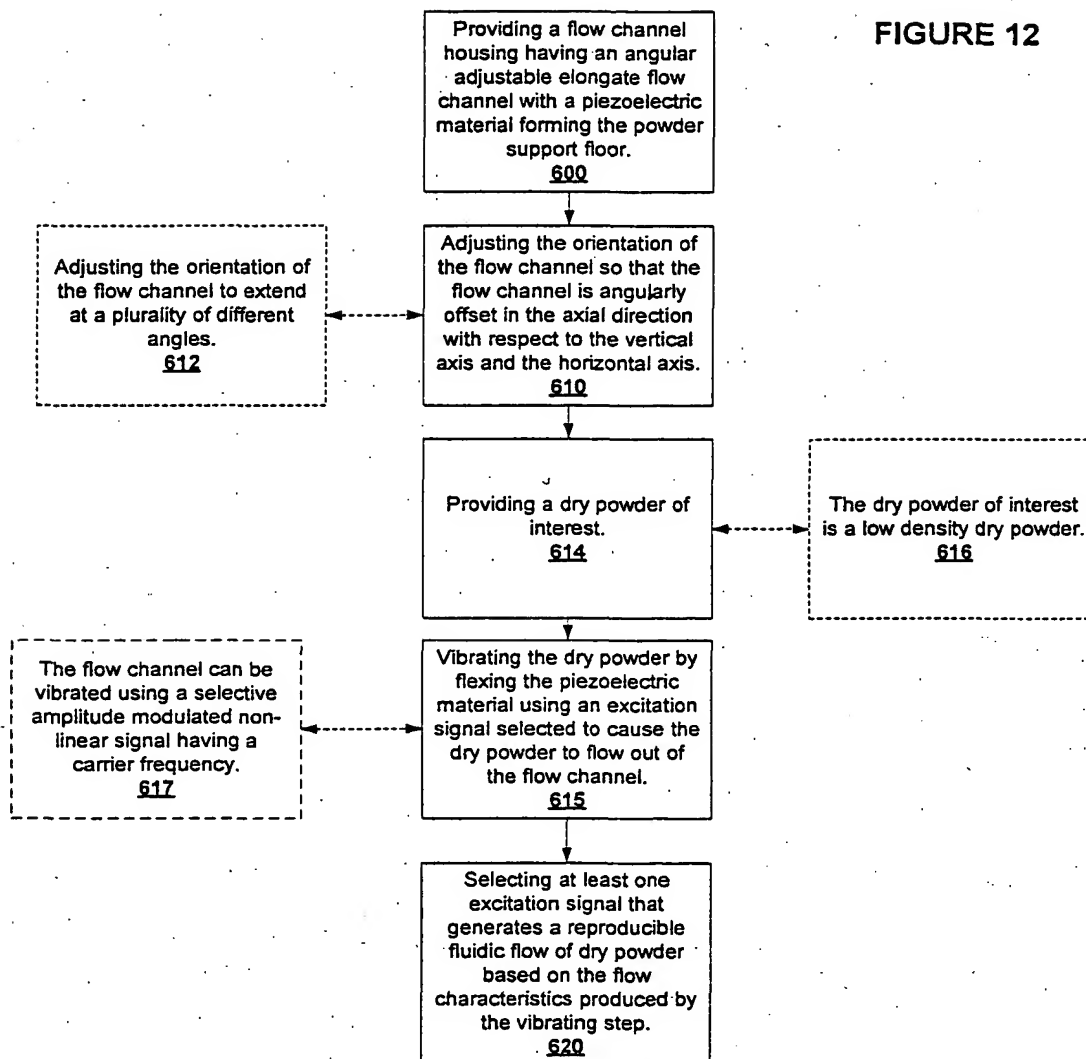 FIGURE 12
Providing a flow channel
housing having an angular
adjustable elongate flow
channel with a piezoelectric
material forming the powder
support floor.
600
Adjusting the orientation of
the flow channel to extend
at a plurality of different
angles.
612
Adjusting the orientation of
the flow channel so that the
flow channel is angularly
offset in the axial direction
with respect to the vertical
axis and the horizontal axis.
610
Providing a dry powder of
interest.
614
The dry powder of interest
is a low density dry powder.
616
The flow channel can be
vibrated using a selective
amplitude modulated non-
linear signal having a
carrier frequency.
617
Vibrating the dry powder by
flexing the piezoelectric
material using an excitation
signal selected to cause the
dry powder to flow out of
the flow channel.
615
Selecting at least one
excitation signal that
generates a reproducible
fluidic flow of dry powder
based on the flow
characteristics produced by
the vibrating step.
620